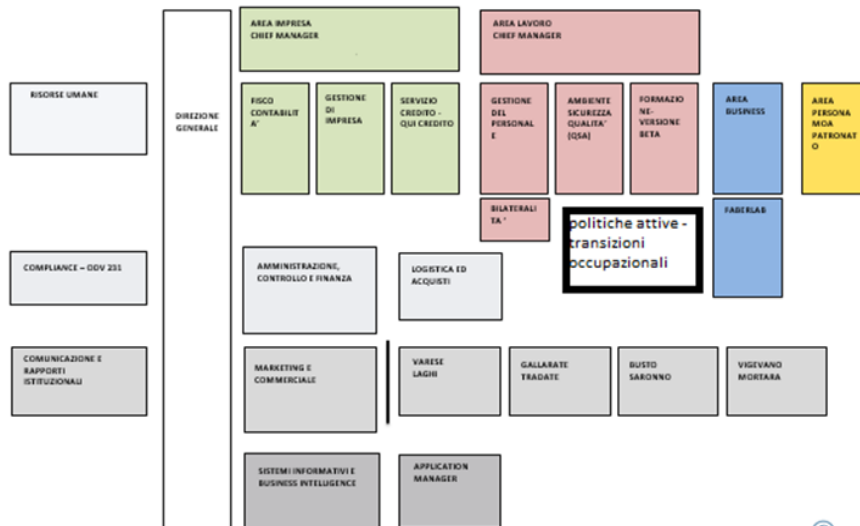 AREA IMPRESA
CHIEF MANAGER
AREA LAVORO
CHIEF MANAGER
RISORSE UMANE
DIREZIONE
GENERALE
FISCO
CONTABILIT
A'
GESTIONE
DI
IMPRESA
SERVIZIO
CREDITO -
QUI CREDITO
GESTIONE
DEL
PERSONAL
E
AMBIENTE
SICUREZZA
QUALITA'
(QSA)
FORMAZIO
NE-
VERSIONE
BETA
AREA
BUSINESS
AREA
PERSONA
MOA
PATRONAT
O
BILATERALI
TA '
politiche attive -
transizioni
occupazionali
FABERLAB
COMPLIANCE – ODV 231
AMMINISTRAZIONE,
CONTROLLO E FINANZA
LOGISTICA ED
ACQUISTI
COMUNICAZIONE E
RAPPORTI
ISTITUZIONALI
MARKETING E
COMMERCIALE
VARESE
LAGHI
GALLARATE
TRADATE
BUSTO
SARONNO
VIGEVANO
MORTARA
SISTEMI INFORMATIVI E
BUSINESS INTELLIGENCE
APPLICATION
MANAGER